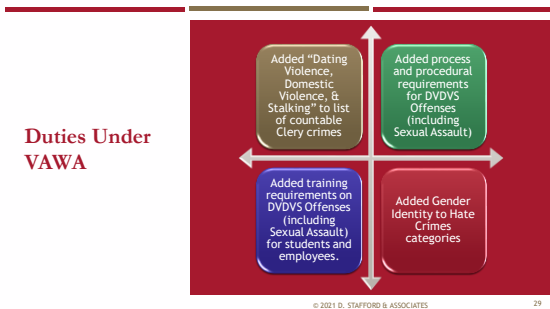 Duties Under
VAWA
Added “Dating
Violence,
Domestic
Violence, &
Stalking” to list
of countable
Clery crimes
Added process
and procedural
requirements
for DVDVS
Offenses
(including
Sexual Assault)
Added training
requirements on
DVDVS Offenses
(including
Sexual Assault)
for students and
employees.
Added Gender
Identity to Hate
Crimes
categories
© 2021 D. STAFFORD & ASSOCIATES
29